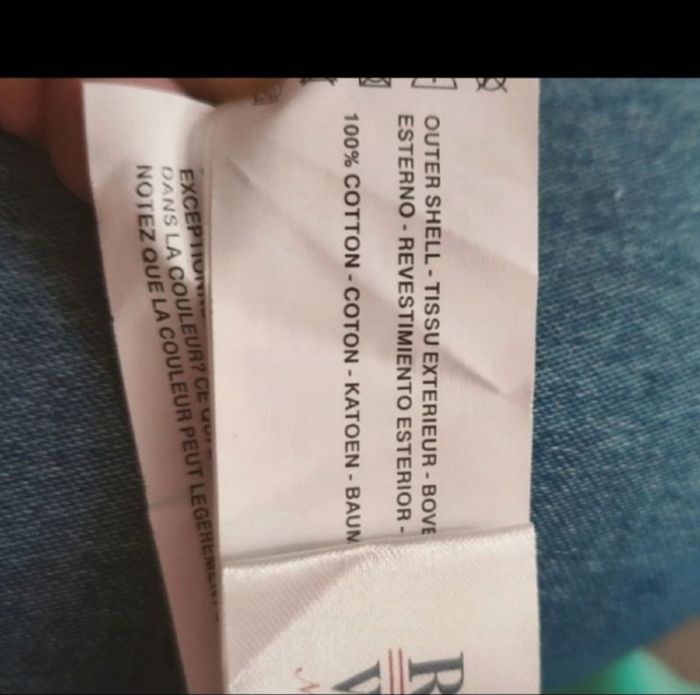 OUTER SHELL - TISSU EXTERIEUR - BOVE
ESTERNO - REVESTIMIENTO ESTERIOR -
100% COTTON - COTON - KATOEN - BAUM
DANS LA COULEUR? CE
NOTEZ QUE LA COULEUR PEUT LEGEREMENT
R